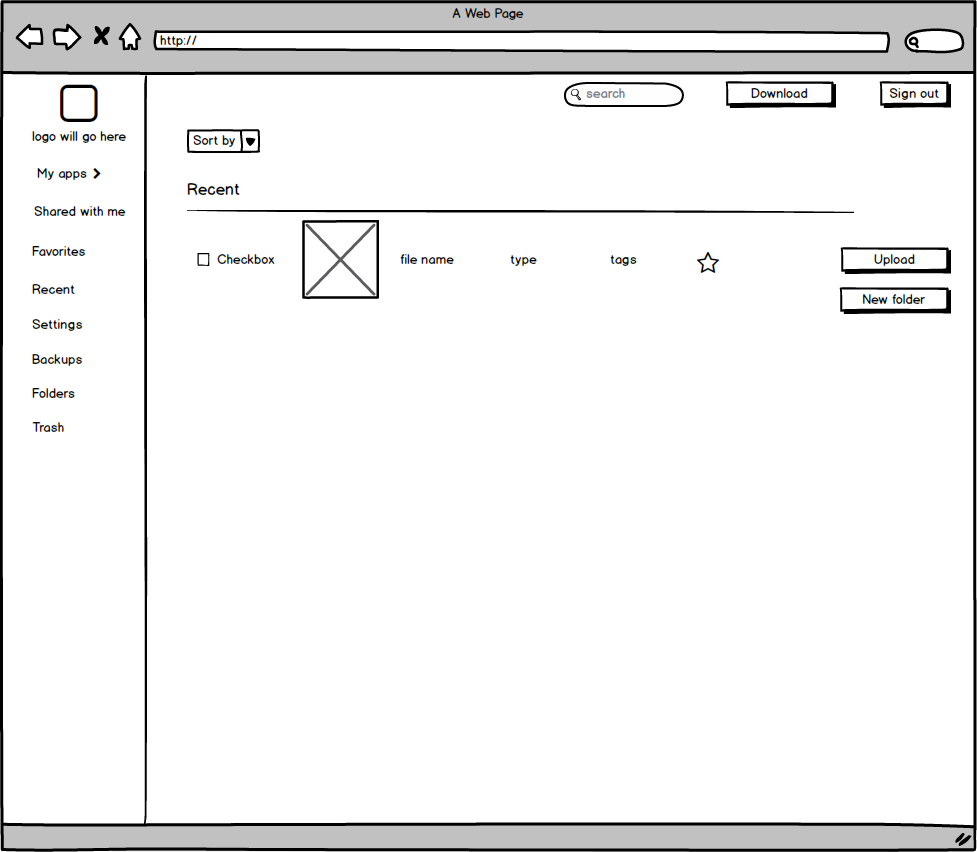 A Web Page
http://
search
Download
Sign out
logo will go here
Sort by
My apps
Recent
Shared with me
Favorites
Checkbox
file name
type
tags
Upload
Recent
New folder
Settings
Backups
Folders
Trash